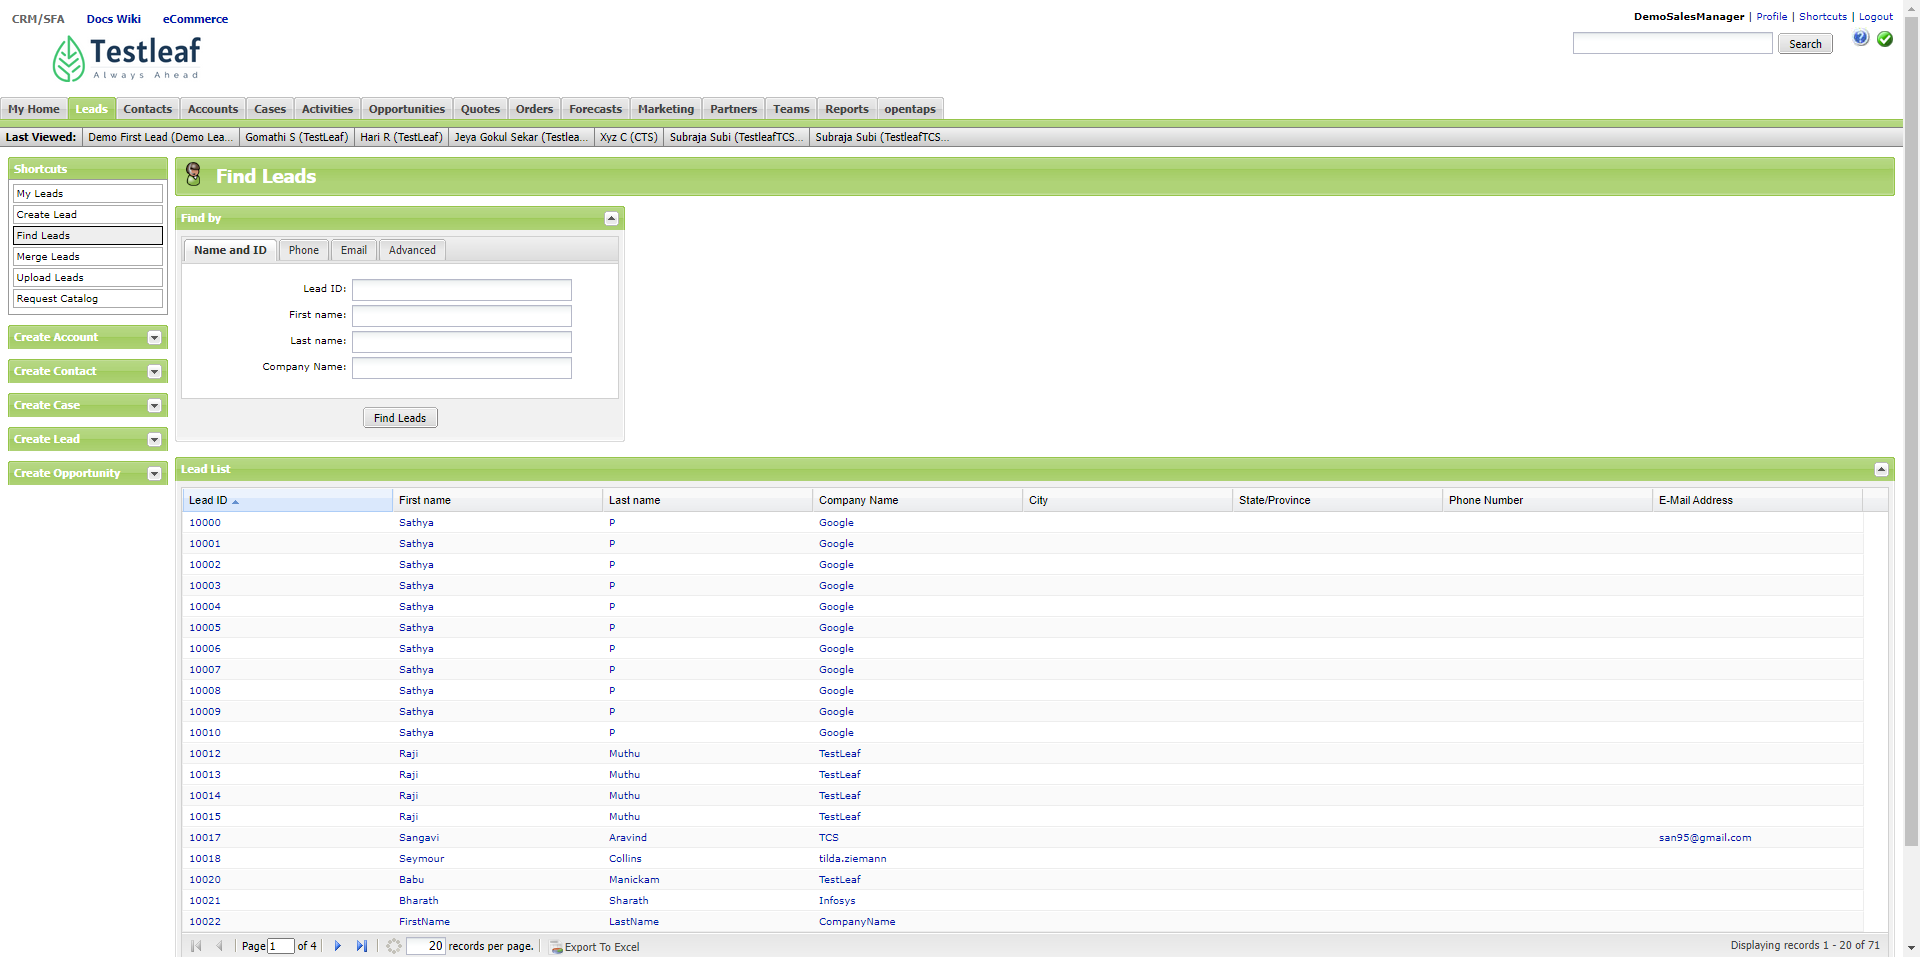 CRM/SFA Docs Wiki eCommerce
DemoSalesManager | Profile | Shortcuts | Logout
Testleaf
Always Ahead
Search
My Home Leads Contacts Accounts Cases Activities Opportunities Quotes Orders Forecasts Marketing Partners Teams Reports opentaps
Last Viewed: Demo First Lead (Demo Lea... Gomathi S (TestLeaf) Hari R (TestLeaf) Jeya Gokul Sekar (Testlea... Xyz C (CTS) Subraja Subi (TestleafTCS... Subraja Subi (TestleafTCS...
Shortcuts
My Leads
Create Lead
Find Leads
Merge Leads
Upload Leads
Request Catalog
Create Account
Create Contact
Create Case
Create Lead
Create Opportunity
Find Leads
Find by
Name and ID Phone Email Advanced
Lead ID:
First name:
Last name:
Company Name:
Find Leads
Lead List
Lead ID First name Last name Company Name City State/Province Phone Number E-Mail Address
10000 Sathya P Google
10001 Sathya P Google
10002 Sathya P Google
10003 Sathya P Google
10004 Sathya P Google
10005 Sathya P Google
10006 Sathya P Google
10007 Sathya P Google
10008 Sathya P Google
10009 Sathya P Google
10010 Sathya P Google
10012 Raji Muthu TestLeaf
10013 Raji Muthu TestLeaf
10014 Raji Muthu TestLeaf
10015 Raji Muthu TestLeaf
10017 Sangavi Aravind TCS san95@gmail.com
10018 Seymour Collins tilda.ziemann
10020 Babu Manickam TestLeaf
10021 Bharath Sharath Infosys
10022 FirstName LastName CompanyName
Page 1 of 4 20 records per page. Export To Excel Displaying records 1 - 20 of 71